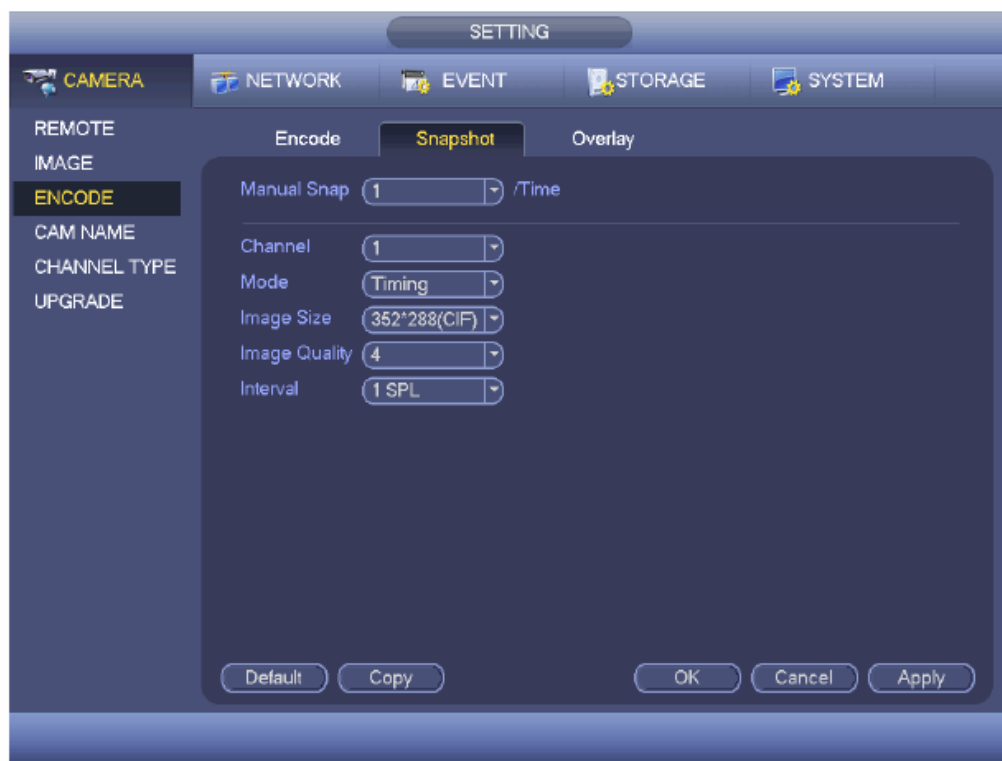 SETTING
CAMERA NETWORK EVENT STORAGE SYSTEM
REMOTE
IMAGE
ENCODE
CAM NAME
CHANNEL TYPE
UPGRADE
Encode Snapshot Overlay
Manual Snap 1 /Time
Channel 1
Mode Timing
Image Size 352*288(CIF)
Image Quality 4
Interval 1 SPL
Default Copy OK Cancel Apply